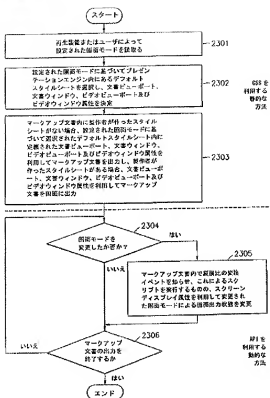 スタート
再生装置またはユーザによって
設定された画面モードを読取る
2301
設定された画面モードに基づいてプレゼン
テーションエンジン内にあるデフォルト
スタイルシートを選択し、文書ビューポート、
文書ウィンドウ、ビデオビューポート及び
ビデオウィンドウ属性を決定
2302
CSSを
利用する
静的な
方法
マークアップ文書内に製作者が作ったスタイル
シートがない場合、設定された画面モードに基
づいて選択されたデフォルトスタイルシート内に
定義された文書ビューポート、文書ウィンドウ、
ビデオビューポート及びビデオウィンドウ属性を
利用してマークアップ文書を出力し、製作者が
作ったスタイルシートがある場合、文書ビューポー
ト、文書ウィンドウ、ビデオビューポート及び
ビデオウィンドウ属性を利用してマークアップ
文書を画面に出力
2303
2304
画面モードを
変更したか否か?
はい
いいえ
2305
マークアップ文書内で縦横比の変換
イベントを知らせ、これによるスク
リプトを実行するものの、スクリーン
ディスプレイ属性を利用して変更さ
れた画面モードによる画面出力状態を変更
いいえ
2306
マークアップ
文書の出力を
終了するか
はい
APIを
利用する
動的な
方法
エンド